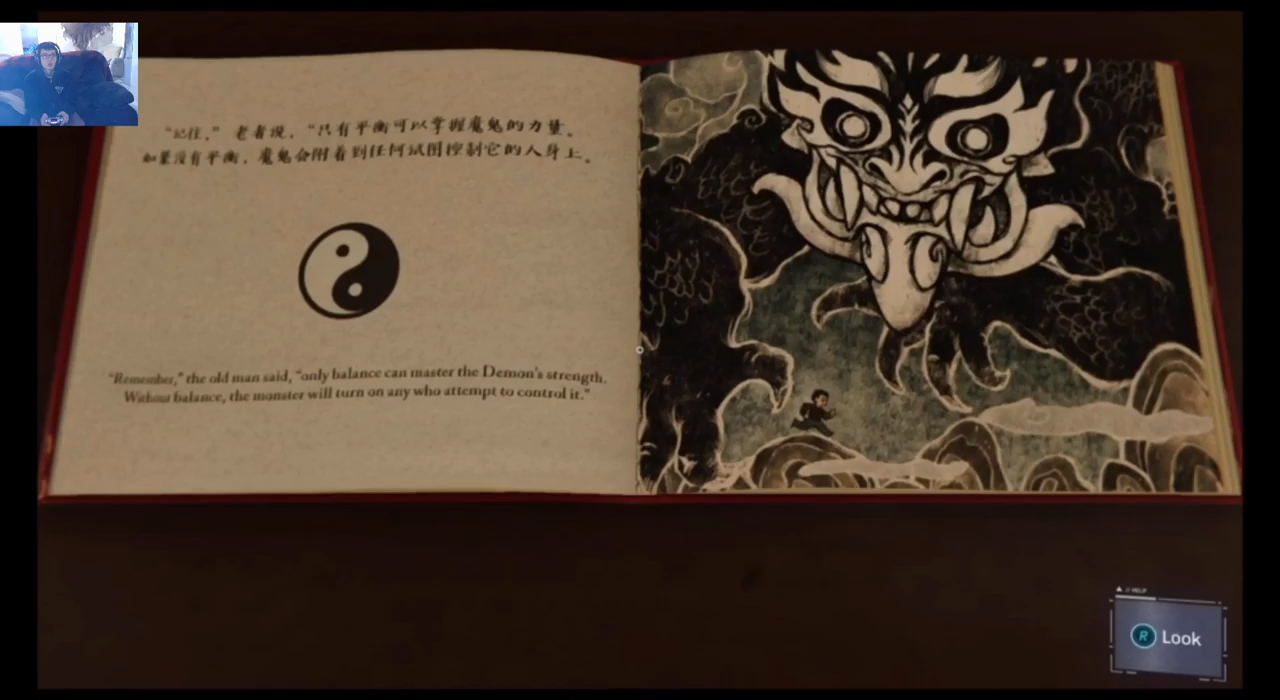 “记住，” 老者说，“只有平衡可以掌握魔鬼的力量。
如果没有平衡，魔鬼会附着到任何试图控制它的人身上。
“Remember,” the old man said, “only balance can master the Demon's strength.
Without balance, the monster will turn on any who attempt to control it.”
HELP
R Look